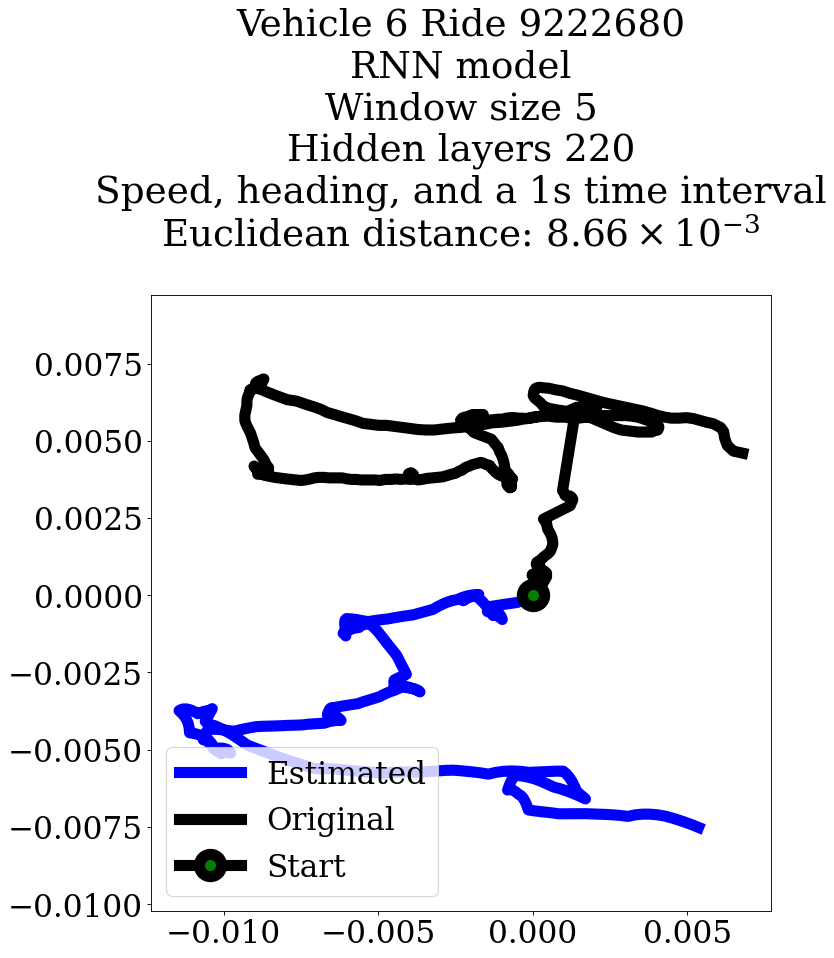 Vehicle 6 Ride 9222680
RNN model
Window size 5
Hidden layers 220
Speed, heading, and a 1s time interval
Euclidean distance: 8.66 × 10⁻³
0.0075
0.0050
0.0025
0.0000
−0.0025
−0.0050
−0.0075
−0.0100
Estimated
Original
Start
−0.010 −0.005 0.000 0.005